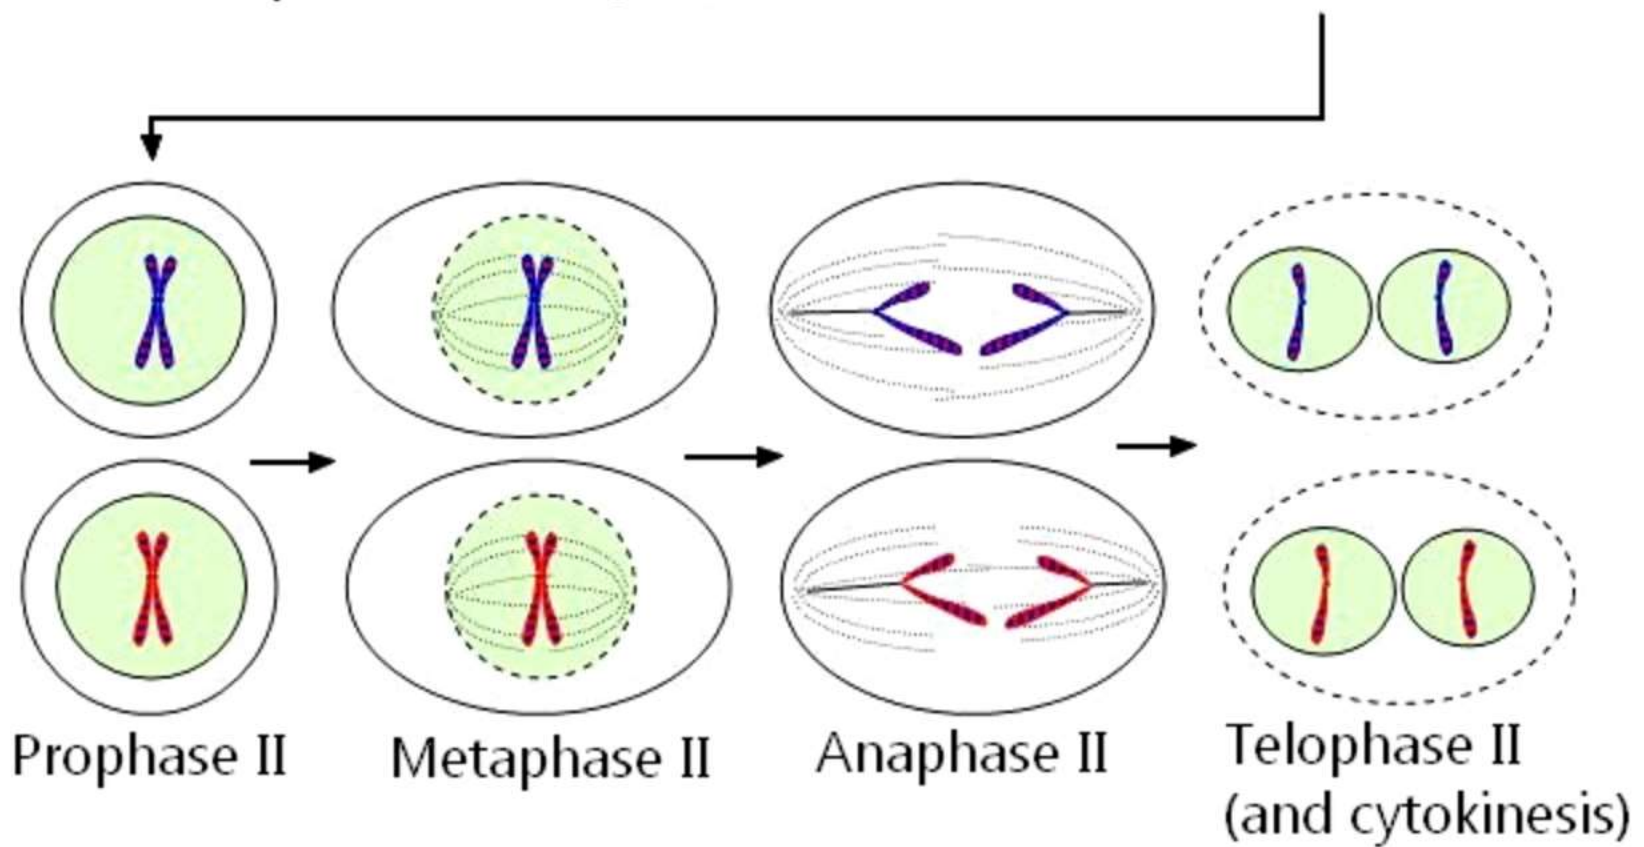 Prophase II
Metaphase II
Anaphase II
Telophase II
(and cytokinesis)